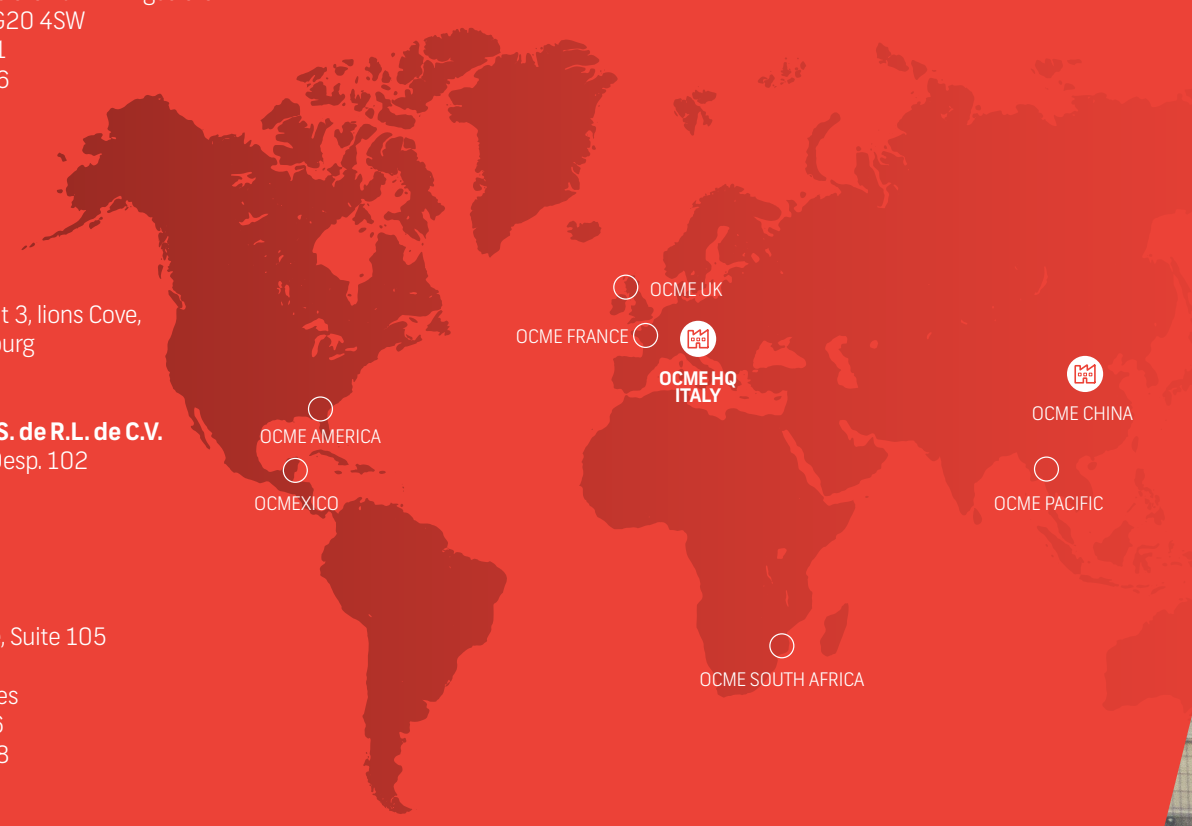 G20 4SW
1
6
t 3, lions Cove,
burg
S. de R.L. de C.V.
Desp. 102
, Suite 105
es
6
8
OCME UK
OCME FRANCE
OCME HQ
ITALY
OCME CHINA
OCME AMERICA
OCMEXICO
OCME PACIFIC
OCME SOUTH AFRICA